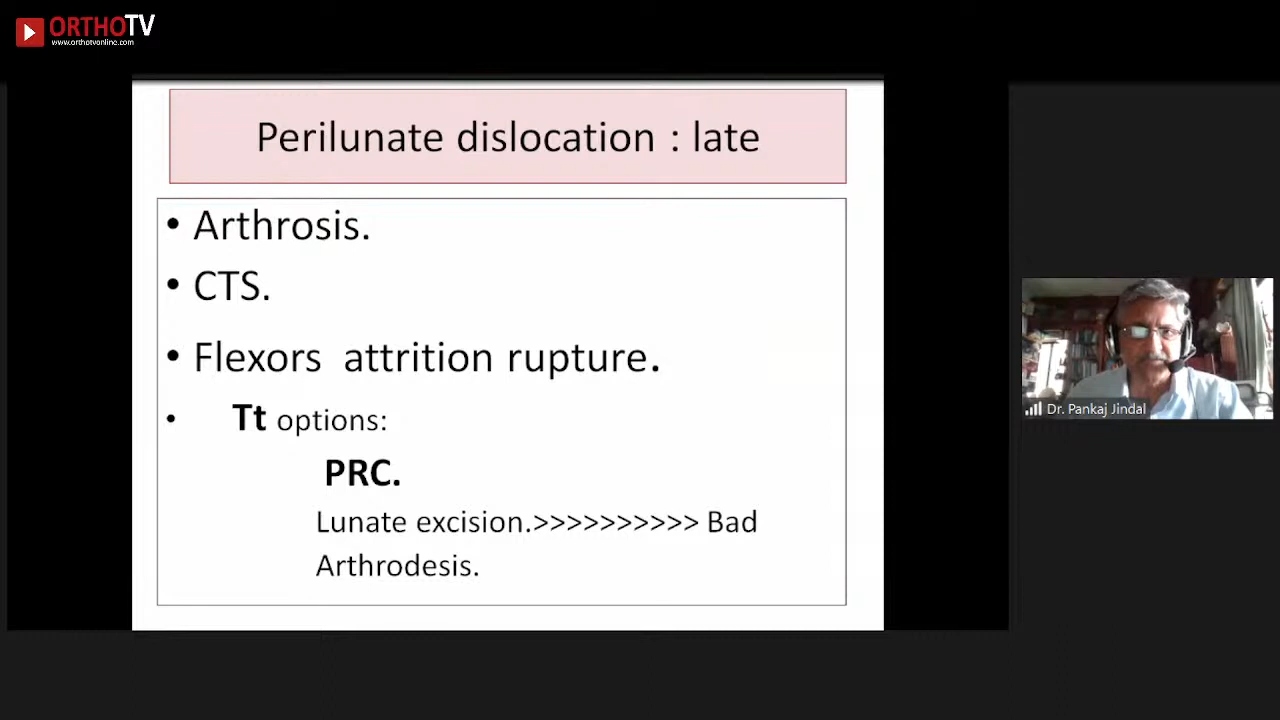 ORTHOTV
www.orthotvonline.com
Perilunate dislocation : late
• Arthrosis.
• CTS.
• Flexors attrition rupture.
• Tt options:
PRC.
Lunate excision.>>>>>>>>>> Bad
Arthrodesis.
Dr. Pankaj Jindal